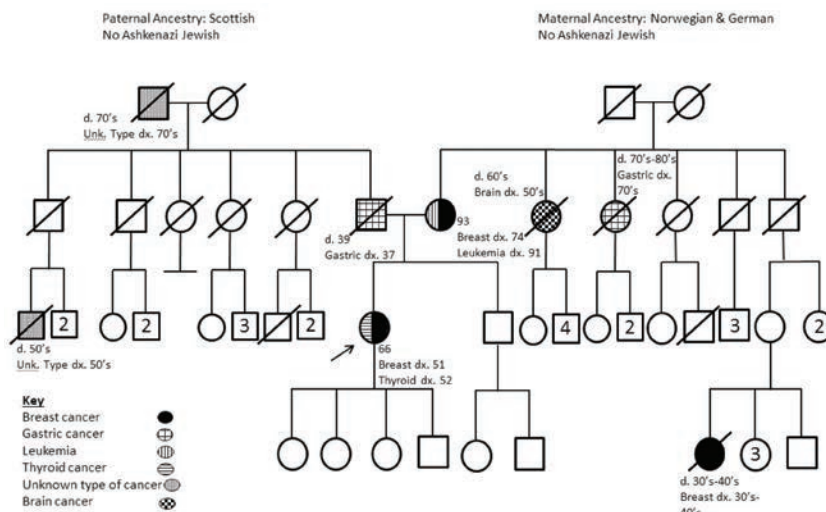 Paternal Ancestry: Scottish
No Ashkenazi Jewish
Maternal Ancestry: Norwegian & German
No Ashkenazi Jewish
d. 70's
Unk. Type dx. 70's
d. 60's
Brain dx. 50's
d. 70's-80's
Gastric dx.
70's
d. 39
Gastric dx. 37
93
Breast dx. 74
Leukemia dx. 91
2
2
3
2
4
2
3
2
d. 50's
Unk. Type dx. 50's
66
Breast dx. 51
Thyroid dx. 52
3
d. 30's-40's
Breast dx. 30's-
40's
Key
Breast cancer
Gastric cancer
Leukemia
Thyroid cancer
Unknown type of cancer
Brain cancer